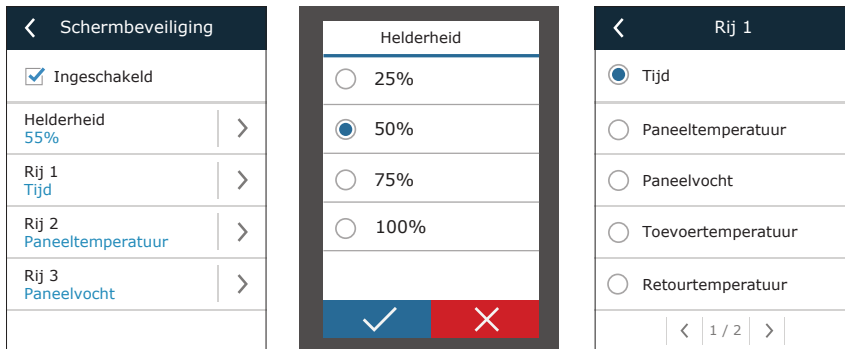 Schermbeveiliging
Ingeschakeld
Helderheid
55%
Rij 1
Tijd
Rij 2
Paneeltemperatuur
Rij 3
Paneelvocht
Helderheid
25%
50%
75%
100%
Rij 1
Tijd
Paneeltemperatuur
Paneelvocht
Toevoertemperatuur
Retourtemperatuur
1 / 2